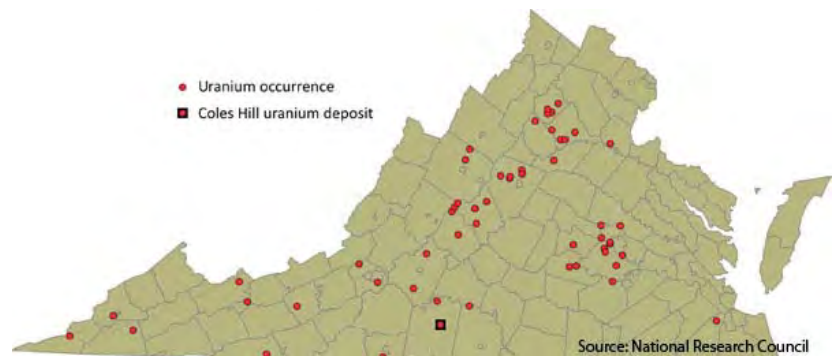 Uranium occurrence
Coles Hill uranium deposit
Source: National Research Council